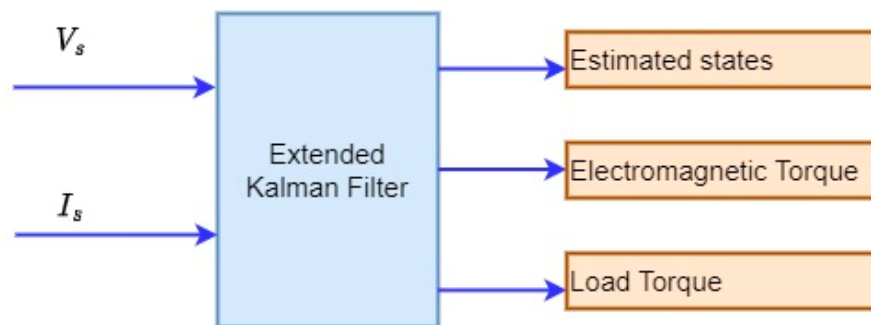 V_s
Estimated states
Extended
Kalman Filter
Electromagnetic Torque
I_s
Load Torque